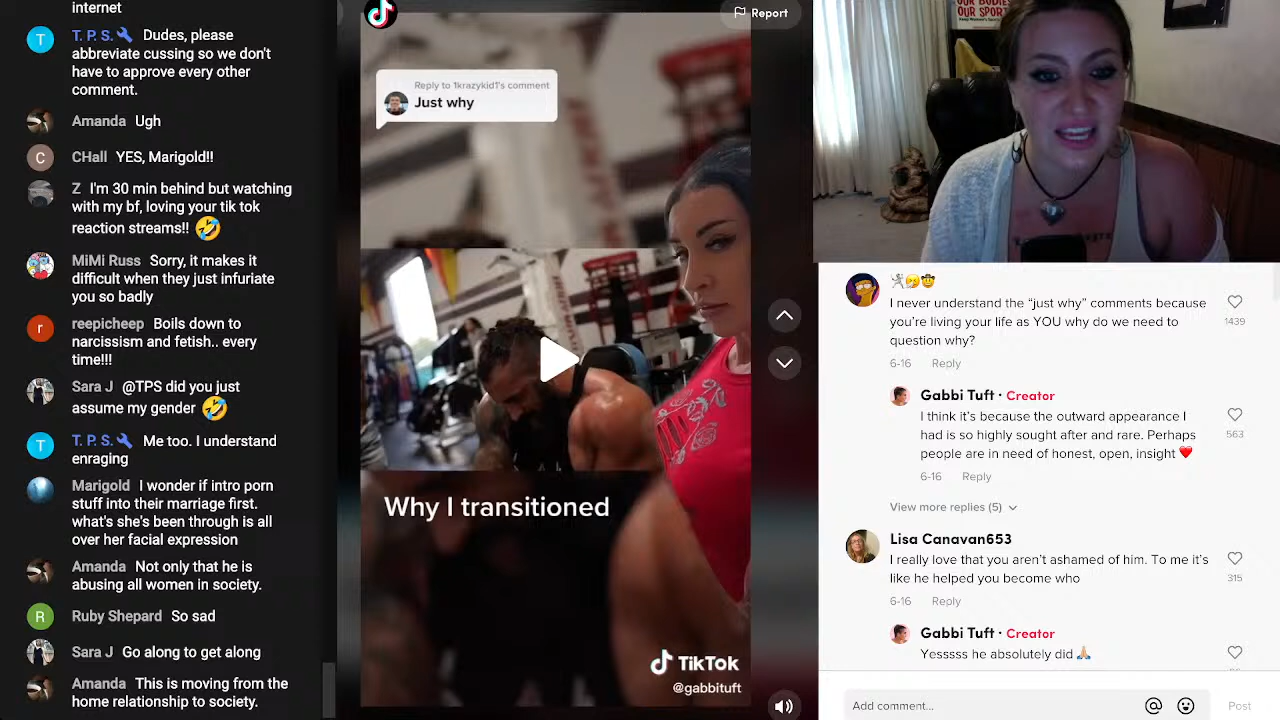 internet
T. P. S. Dudes, please
abbreviate cussing so we don't
have to approve every other
comment.
Amanda Ugh
C
CHall YES, Marigold!!
Z I'm 30 min behind but watching
with my bf, loving your tik tok
reaction streams!! 🤣
MiMi Russ Sorry, it makes it
difficult when they just infuriate
you so badly
r
reepicheep Boils down to
narcissism and fetish.. every
time!!!
Sara J @TPS did you just
assume my gender 🤣
T
T. P. S. Me too. I understand
enraging
Marigold I wonder if intro porn
stuff into their marriage first.
what's she's been through is all
over her facial expression
Amanda Not only that he is
abusing all women in society.
R
Ruby Shepard So sad
Sara J Go along to get along
Amanda This is moving from the
home relationship to society.
Report
Reply to 1krazykid1's comment
Just why
Why I transitioned
TikTok
@gabbituft
OUR BODIES
OUR SPORTS
🤺🤧🤠
I never understand the "just why" comments because
you're living your life as YOU why do we need to
question why?
1439
6-16 Reply
Gabbi Tuft · Creator
I think it's because the outward appearance I
had is so highly sought after and rare. Perhaps
people are in need of honest, open, insight ❤️
563
6-16 Reply
View more replies (5)
Lisa Canavan653
I really love that you aren't ashamed of him. To me it's
like he helped you become who
315
6-16 Reply
Gabbi Tuft · Creator
Yesssss he absolutely did 🙏🏼
Add comment...
Post